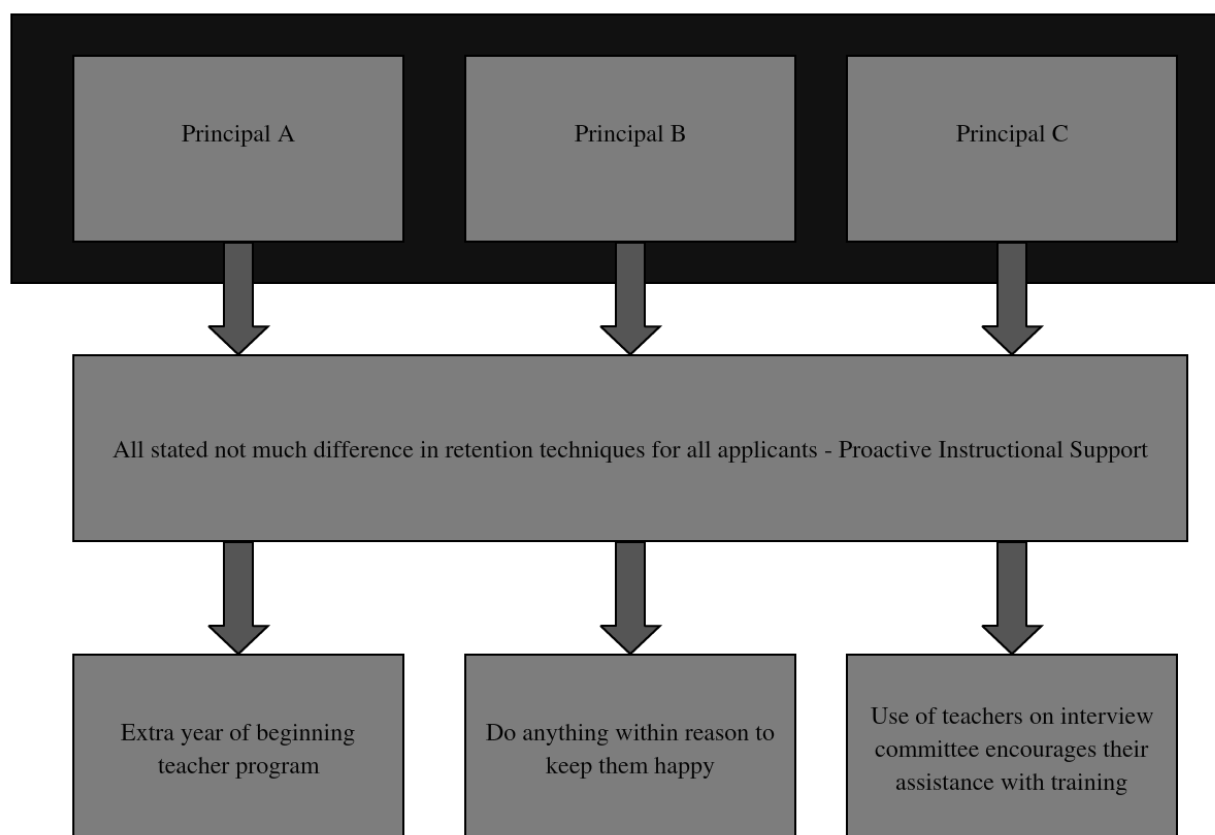 Principal A
Principal B
Principal C
All stated not much difference in retention techniques for all applicants - Proactive Instructional Support
Extra year of beginning
teacher program
Do anything within reason to
keep them happy
Use of teachers on interview
committee encourages their
assistance with training